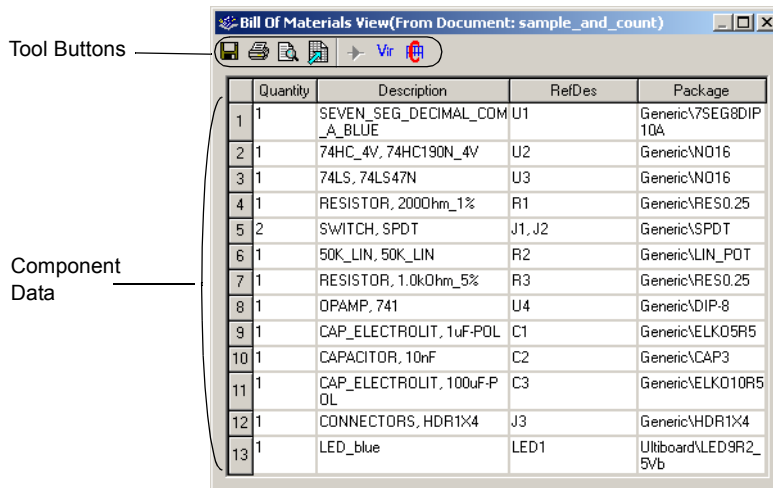 Bill Of Materials View(From Document: sample_and_count)
Tool Buttons
Vir
Quantity Description RefDes Package
1 1 SEVEN_SEG_DECIMAL_COM U1 Generic\7SEG8DIP
_A_BLUE 10A
2 1 74HC_4V, 74HC190N_4V U2 Generic\NO16
3 1 74LS, 74LS47N U3 Generic\NO16
4 1 RESISTOR, 200Ohm_1% R1 Generic\RES0.25
5 2 SWITCH, SPDT J1, J2 Generic\SPDT
6 1 50K_LIN, 50K_LIN R2 Generic\LIN_POT
Component
Data
7 1 RESISTOR, 1.0kOhm_5% R3 Generic\RES0.25
8 1 OPAMP, 741 U4 Generic\DIP-8
9 1 CAP_ELECTROLIT, 1uF-POL C1 Generic\ELKO5R5
10 1 CAPACITOR, 10nF C2 Generic\CAP3
11 1 CAP_ELECTROLIT, 100uF-P C3 Generic\ELKO10R5
OL
12 1 CONNECTORS, HDR1X4 J3 Generic\HDR1X4
13 1 LED_blue LED1 Ultiboard\LED9R2_
5Vb